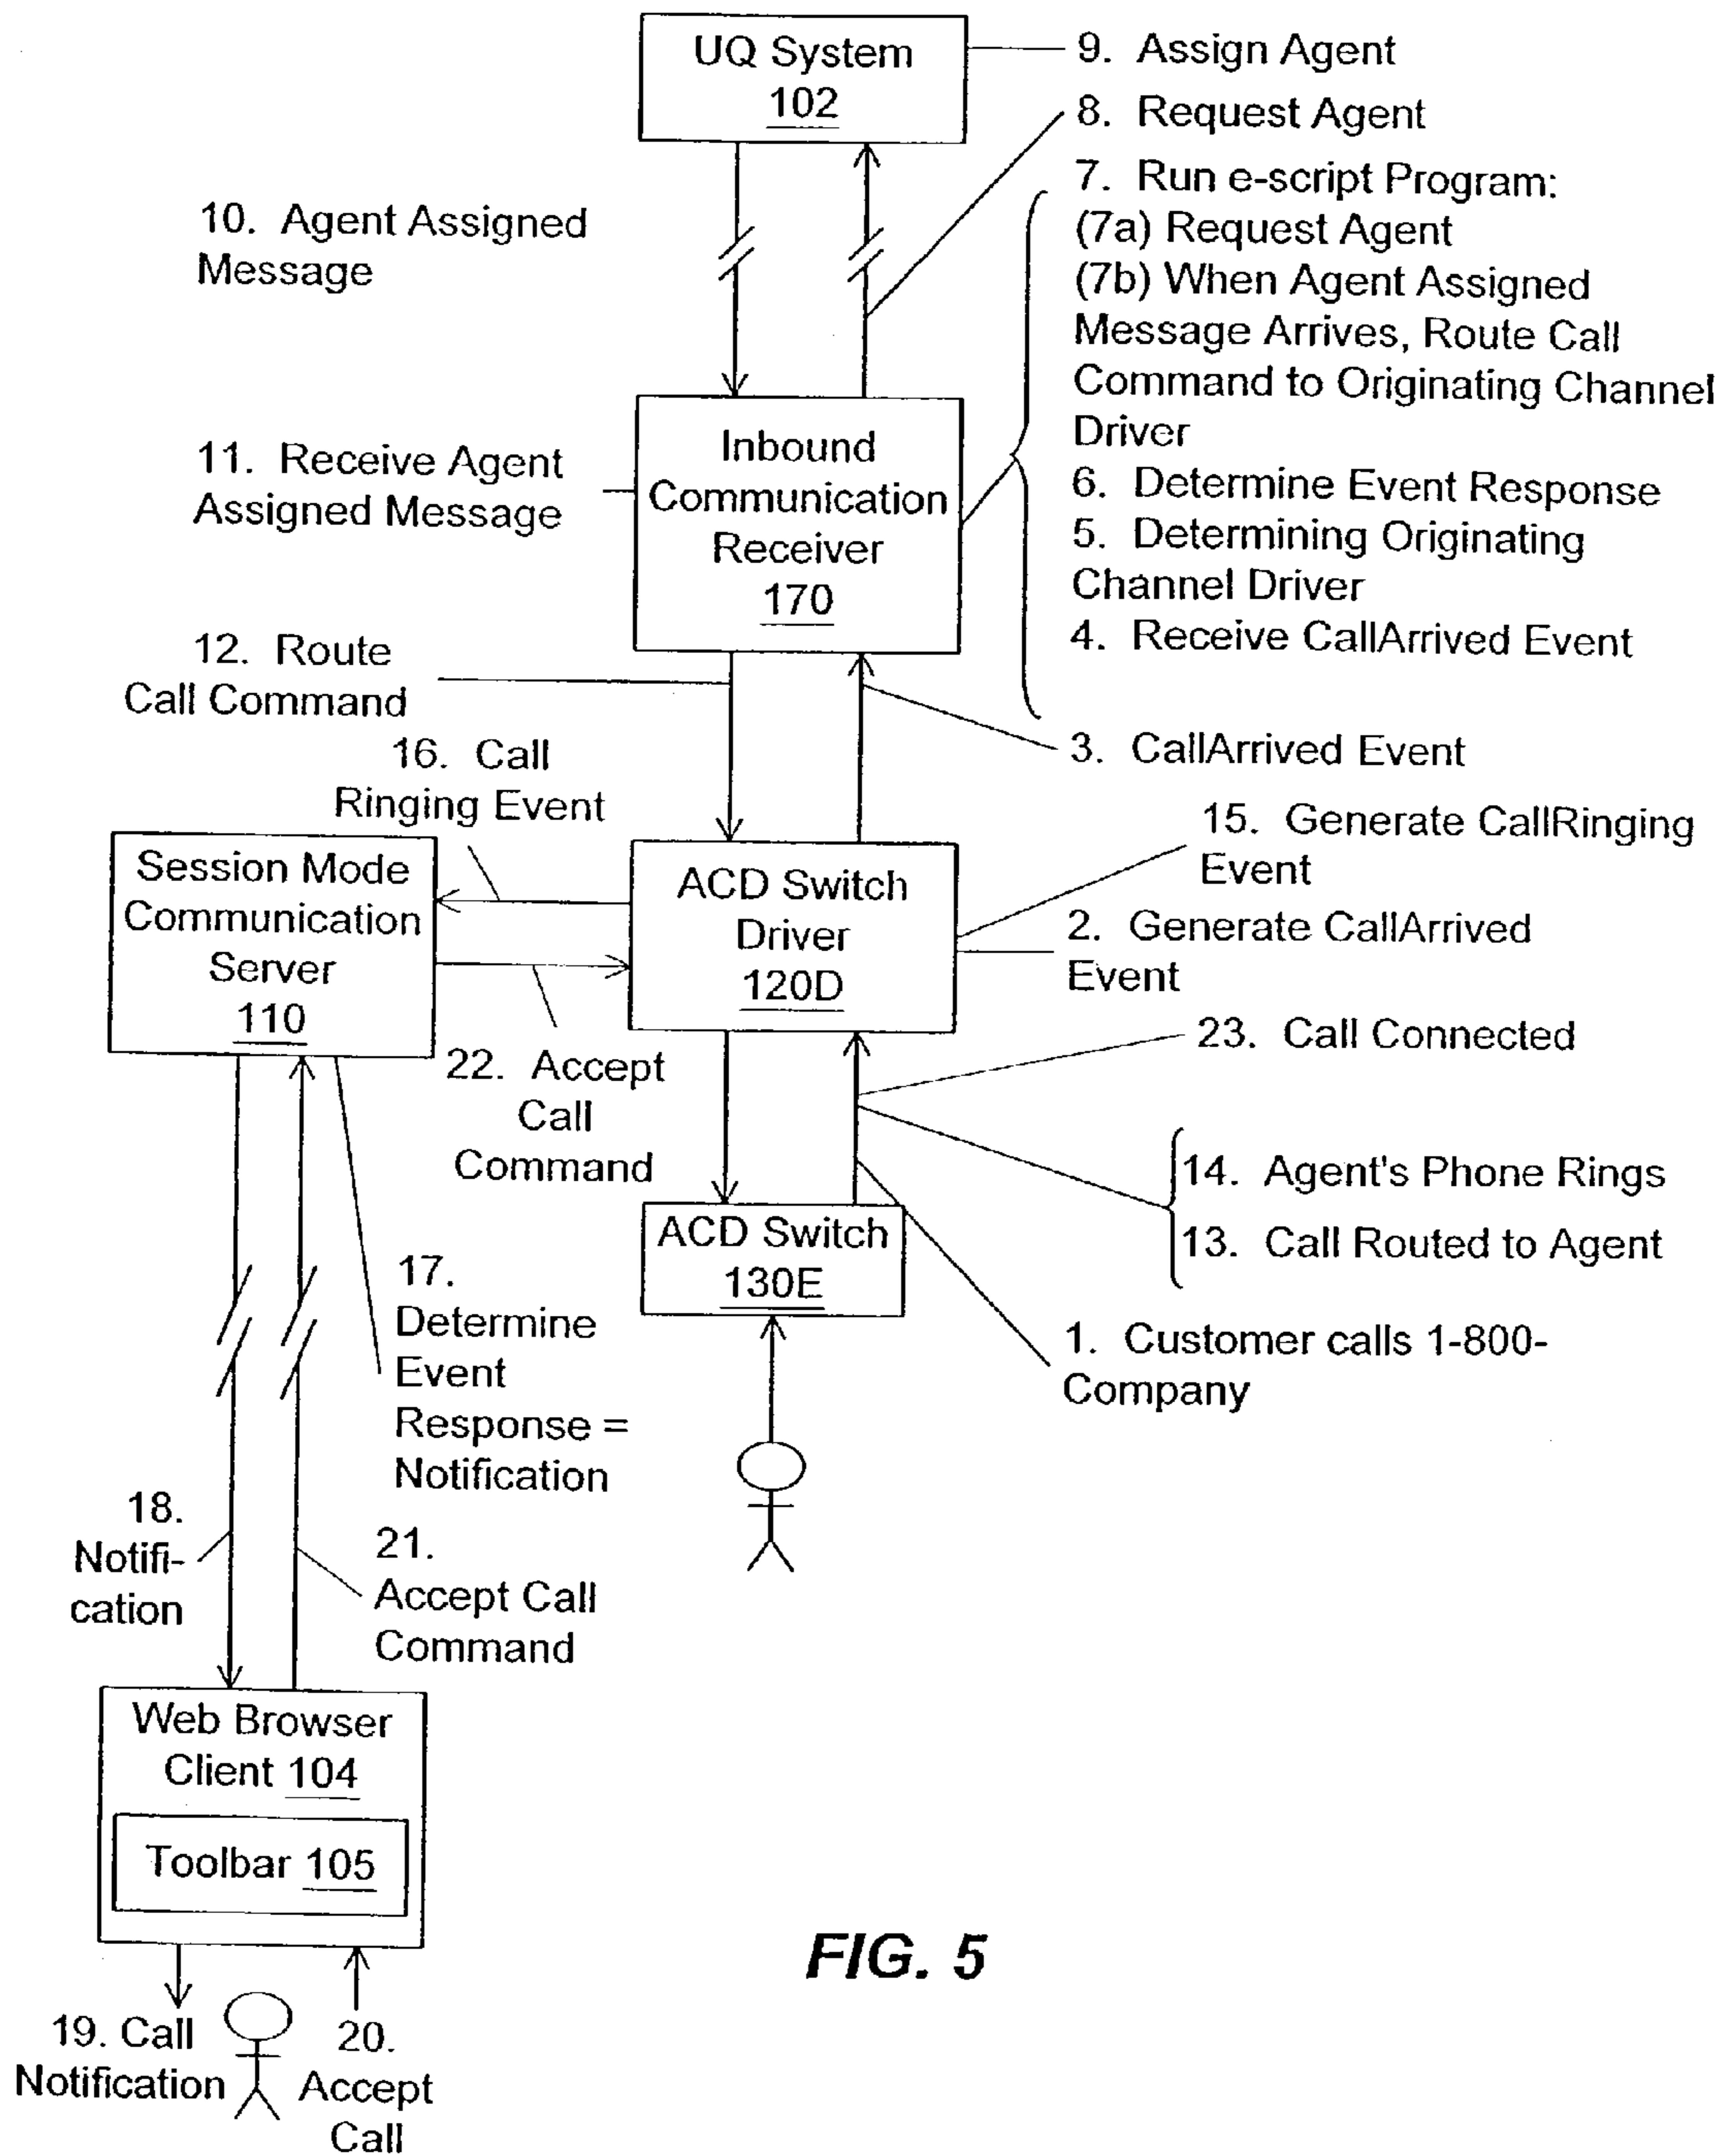 UQ System
102
9. Assign Agent
8. Request Agent
7. Run e-script Program:
(7a) Request Agent
(7b) When Agent Assigned
Message Arrives, Route Call
Command to Originating Channel
Driver
6. Determine Event Response
5. Determining Originating
Channel Driver
4. Receive CallArrived Event
10. Agent Assigned
Message
11. Receive Agent
Assigned Message
Inbound
Communication
Receiver
170
12. Route
Call Command
3. CallArrived Event
16. Call
Ringing Event
15. Generate CallRinging
Event
2. Generate CallArrived
Event
Session Mode
Communication
Server
110
ACD Switch
Driver
120D
23. Call Connected
22. Accept
Call
Command
14. Agent's Phone Rings
13. Call Routed to Agent
ACD Switch
130E
1. Customer calls 1-800-
Company
17.
Determine
Event
Response =
Notification
18.
Notifi-
cation
21.
Accept Call
Command
Web Browser
Client 104
Toolbar 105
19. Call
Notification
20.
Accept
Call
FIG. 5